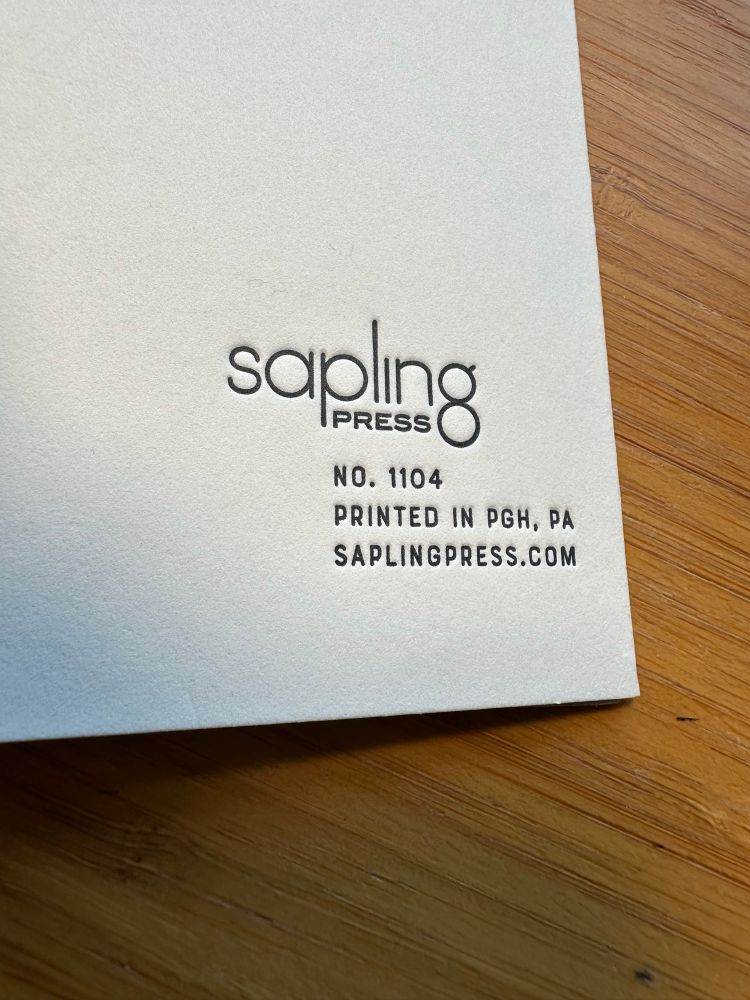 sapling
PRESS
NO. 1104
PRINTED IN PGH, PA
SAPLINGPRESS.COM